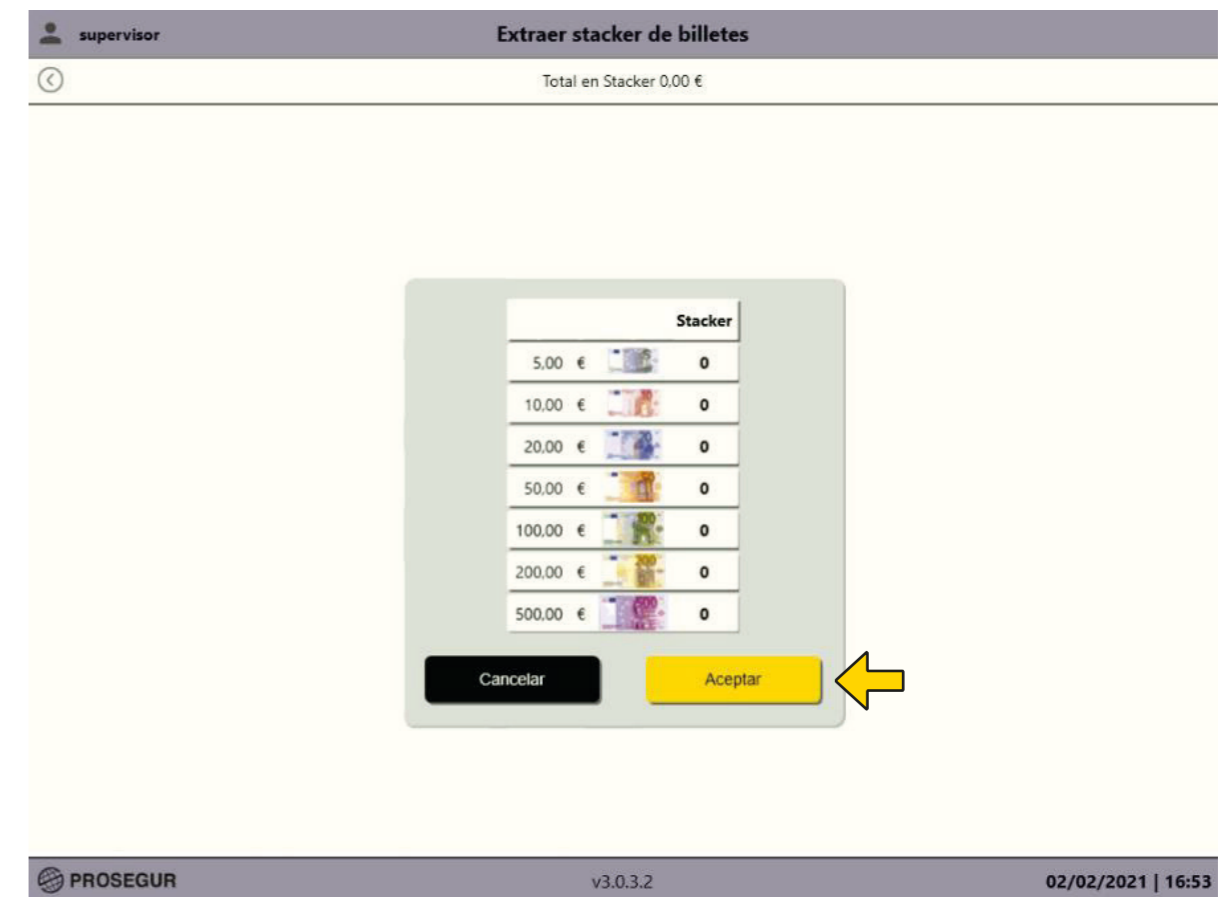 supervisor
Extraer stacker de billetes
Total en Stacker 0,00 €
Stacker
5,00 € 0
10,00 € 0
20,00 € 0
50,00 € 0
100,00 € 0
200,00 € 0
500,00 € 0
Cancelar
Aceptar
PROSEGUR
v3.0.3.2
02/02/2021 | 16:53